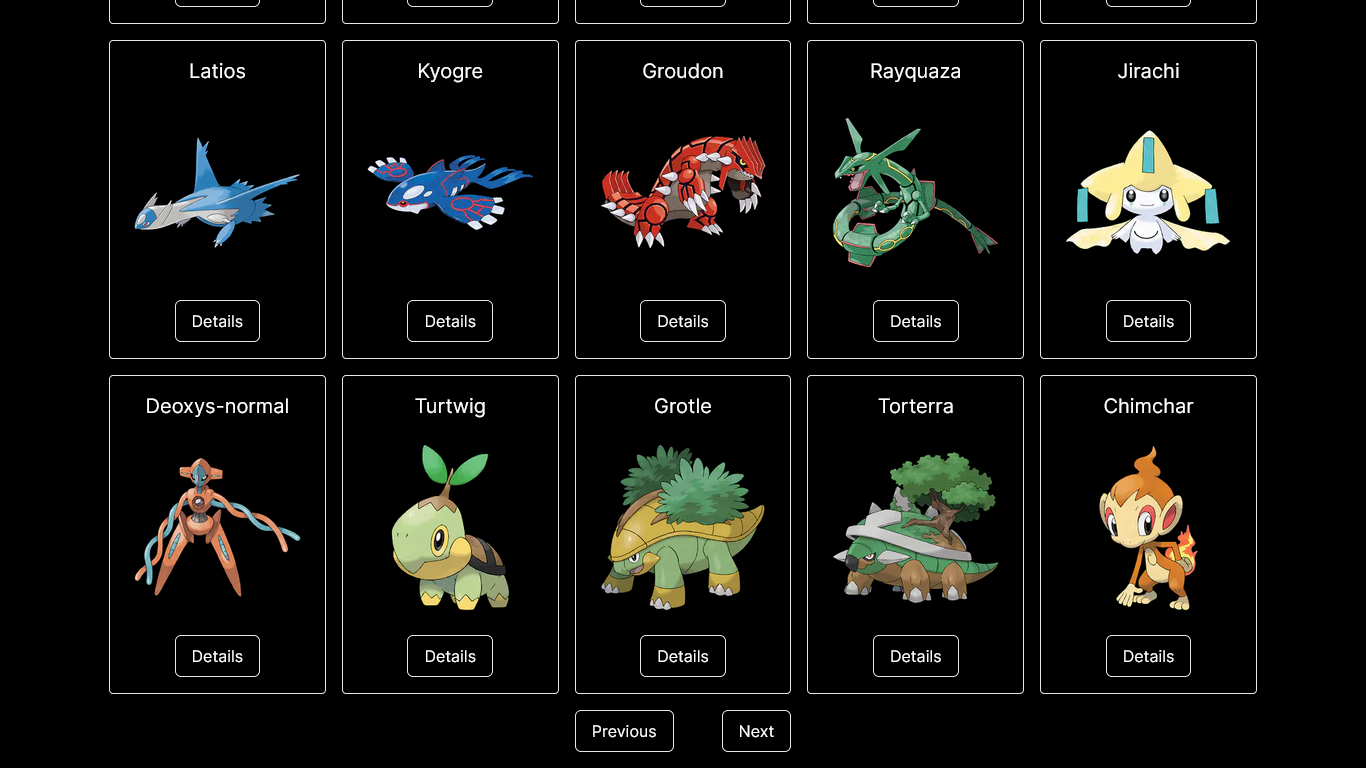 Latios
Kyogre
Groudon
Rayquaza
Jirachi
Details
Details
Details
Details
Details
Deoxys-normal
Turtwig
Grotle
Torterra
Chimchar
Details
Details
Details
Details
Details
Previous
Next